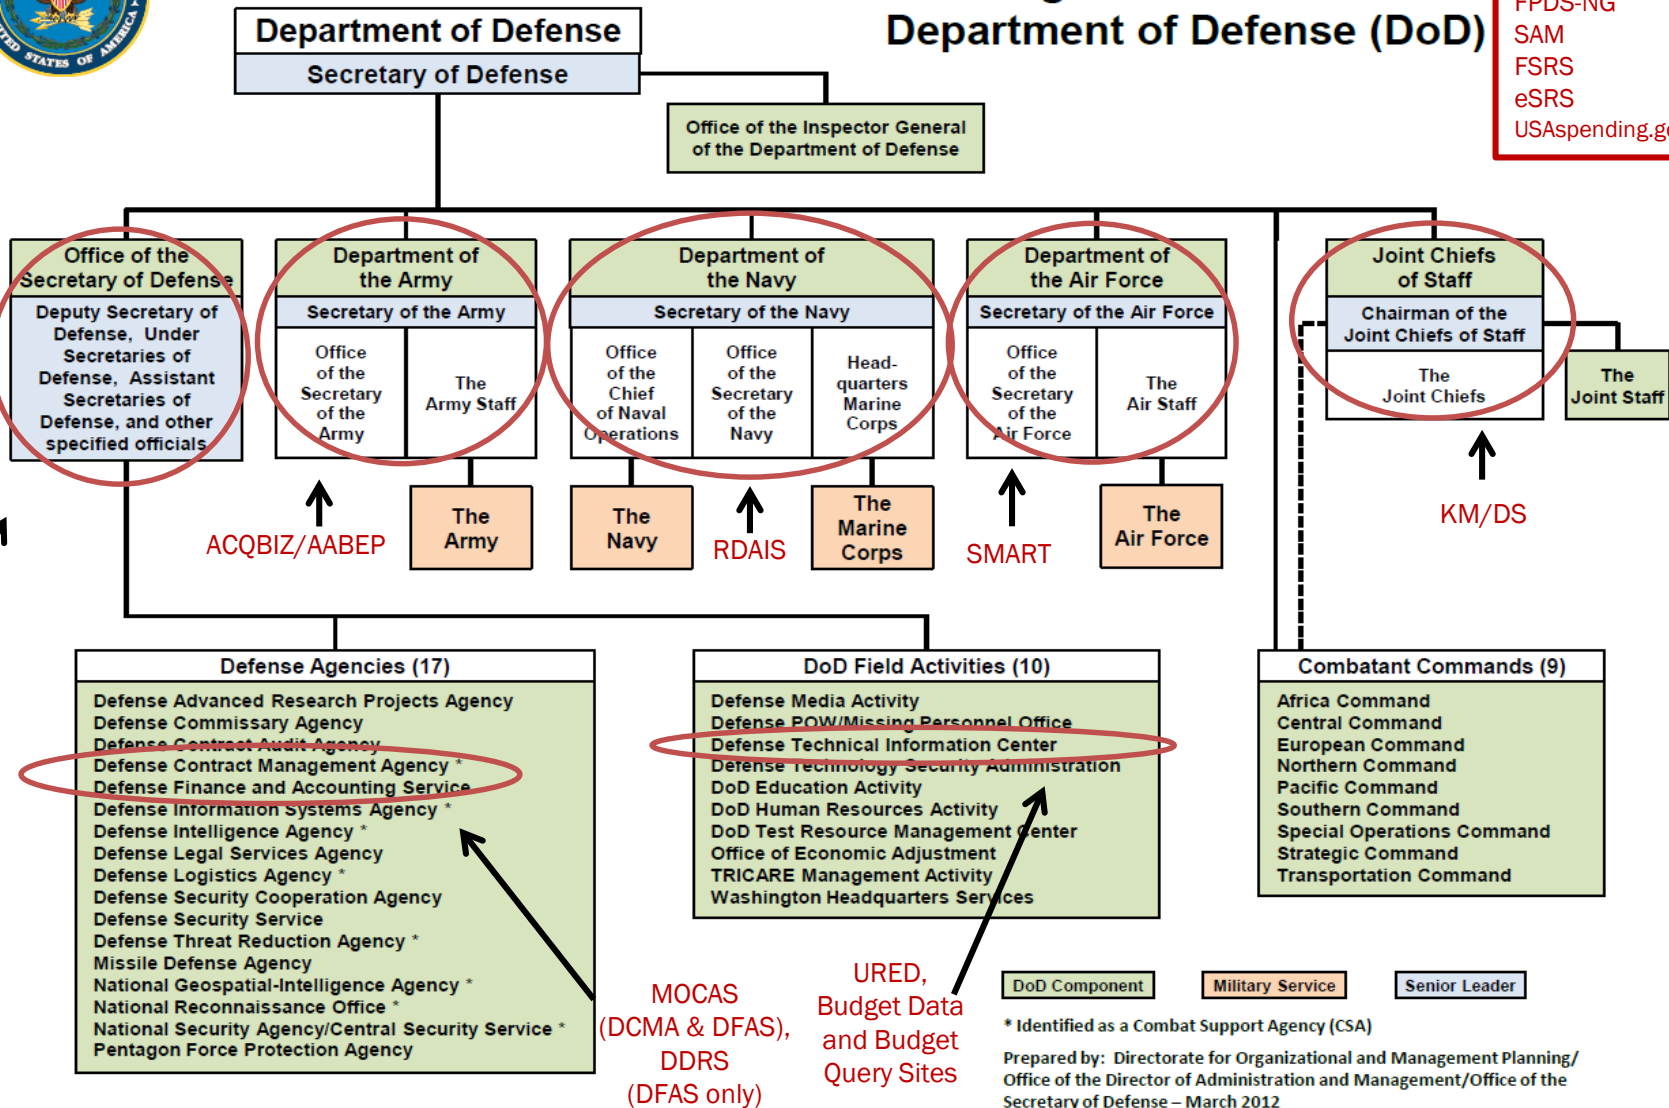 UNITED STATES OF AMERICA
Department of Defense
Secretary of Defense
Department of Defense (DoD)
FPDS-NG
SAM
FSRS
eSRS
USAspending.go
Office of the Inspector General
of the Department of Defense
Office of the
Secretary of Defense
Deputy Secretary of
Defense, Under
Secretaries of
Defense, Assistant
Secretaries of
Defense, and other
specified officials
Department of
the Army
Secretary of the Army
Office
of the
Secretary
of the
Army
The
Army Staff
Department of
the Navy
Secretary of the Navy
Office
of the
Chief
of Naval
Operations
Office
of the
Secretary
of the
Navy
Head-
quarters
Marine
Corps
Department of
the Air Force
Secretary of the Air Force
Office
of the
Secretary
of the
Air Force
The
Air Staff
Joint Chiefs
of Staff
Chairman of the
Joint Chiefs of Staff
The
Joint Chiefs
The
Joint Staff
ACQBIZ/AABEP
The
Army
The
Navy
RDAIS
The
Marine
Corps
SMART
The
Air Force
KM/DS
Defense Agencies (17)
Defense Advanced Research Projects Agency
Defense Commissary Agency
Defense Contract Audit Agency
Defense Contract Management Agency *
Defense Finance and Accounting Service
Defense Information Systems Agency *
Defense Intelligence Agency *
Defense Legal Services Agency
Defense Logistics Agency *
Defense Security Cooperation Agency
Defense Security Service
Defense Threat Reduction Agency *
Missile Defense Agency
National Geospatial-Intelligence Agency *
National Reconnaissance Office *
National Security Agency/Central Security Service *
Pentagon Force Protection Agency
DoD Field Activities (10)
Defense Media Activity
Defense POW/Missing Personnel Office
Defense Technical Information Center
Defense Technology Security Administration
DoD Education Activity
DoD Human Resources Activity
DoD Test Resource Management Center
Office of Economic Adjustment
TRICARE Management Activity
Washington Headquarters Services
Combatant Commands (9)
Africa Command
Central Command
European Command
Northern Command
Pacific Command
Southern Command
Special Operations Command
Strategic Command
Transportation Command
MOCAS
(DCMA & DFAS),
DDRS
(DFAS only)
URED,
Budget Data
and Budget
Query Sites
DoD Component
Military Service
Senior Leader
* Identified as a Combat Support Agency (CSA)
Prepared by: Directorate for Organizational and Management Planning/
Office of the Director of Administration and Management/Office of the
Secretary of Defense – March 2012